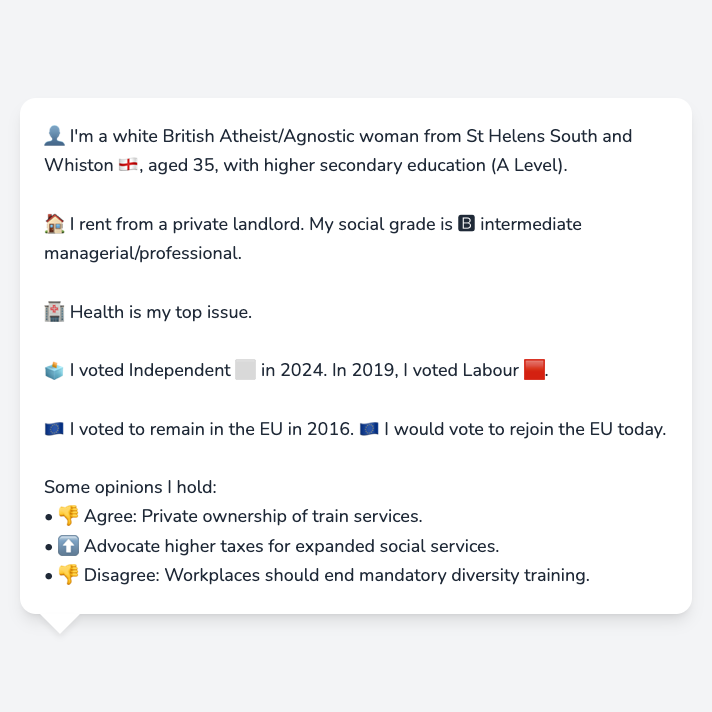 👤 I'm a white British Atheist/Agnostic woman from St Helens South and
Whiston 🏴󠁧󠁢󠁥󠁮󠁧󠁿, aged 35, with higher secondary education (A Level).
🏠 I rent from a private landlord. My social grade is 🅱 intermediate
managerial/professional.
🏥 Health is my top issue.
🗳️ I voted Independent ⬜ in 2024. In 2019, I voted Labour 🟥.
🇪🇺 I voted to remain in the EU in 2016. 🇪🇺 I would vote to rejoin the EU today.
Some opinions I hold:
• 👎 Agree: Private ownership of train services.
• ⬆️ Advocate higher taxes for expanded social services.
• 👎 Disagree: Workplaces should end mandatory diversity training.